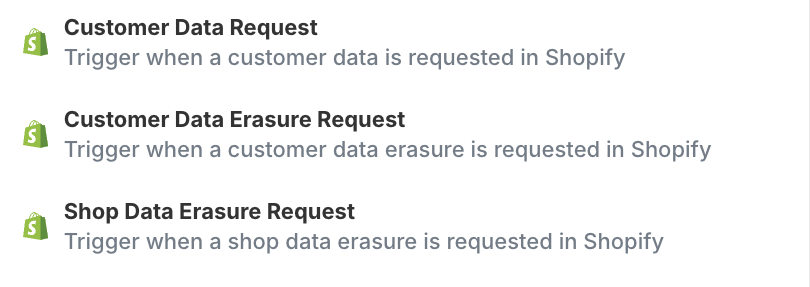 Customer Data Request
Trigger when a customer data is requested in Shopify
Customer Data Erasure Request
Trigger when a customer data erasure is requested in Shopify
Shop Data Erasure Request
Trigger when a shop data erasure is requested in Shopify